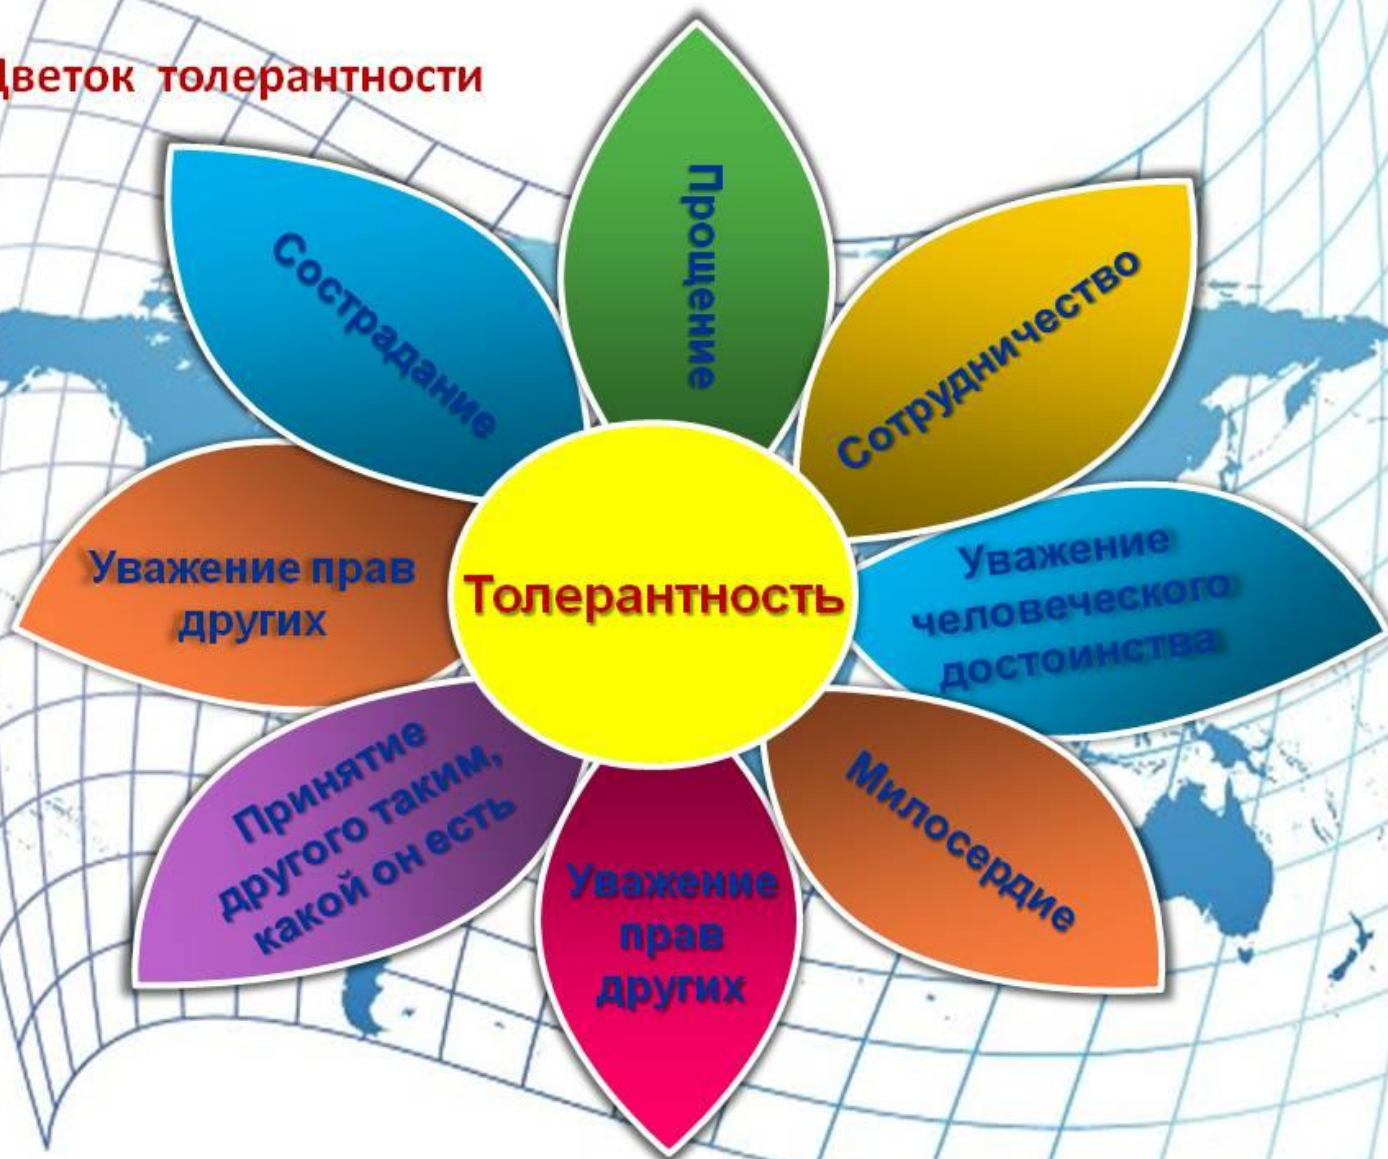 Цветок толерантности
Прощение
Сострадание
Сотрудничество
Уважение прав
других
Толерантность
Уважение
человеческого
достоинства
Принятие
другого таким,
какой он есть
Милосердие
Уважение
прав
других